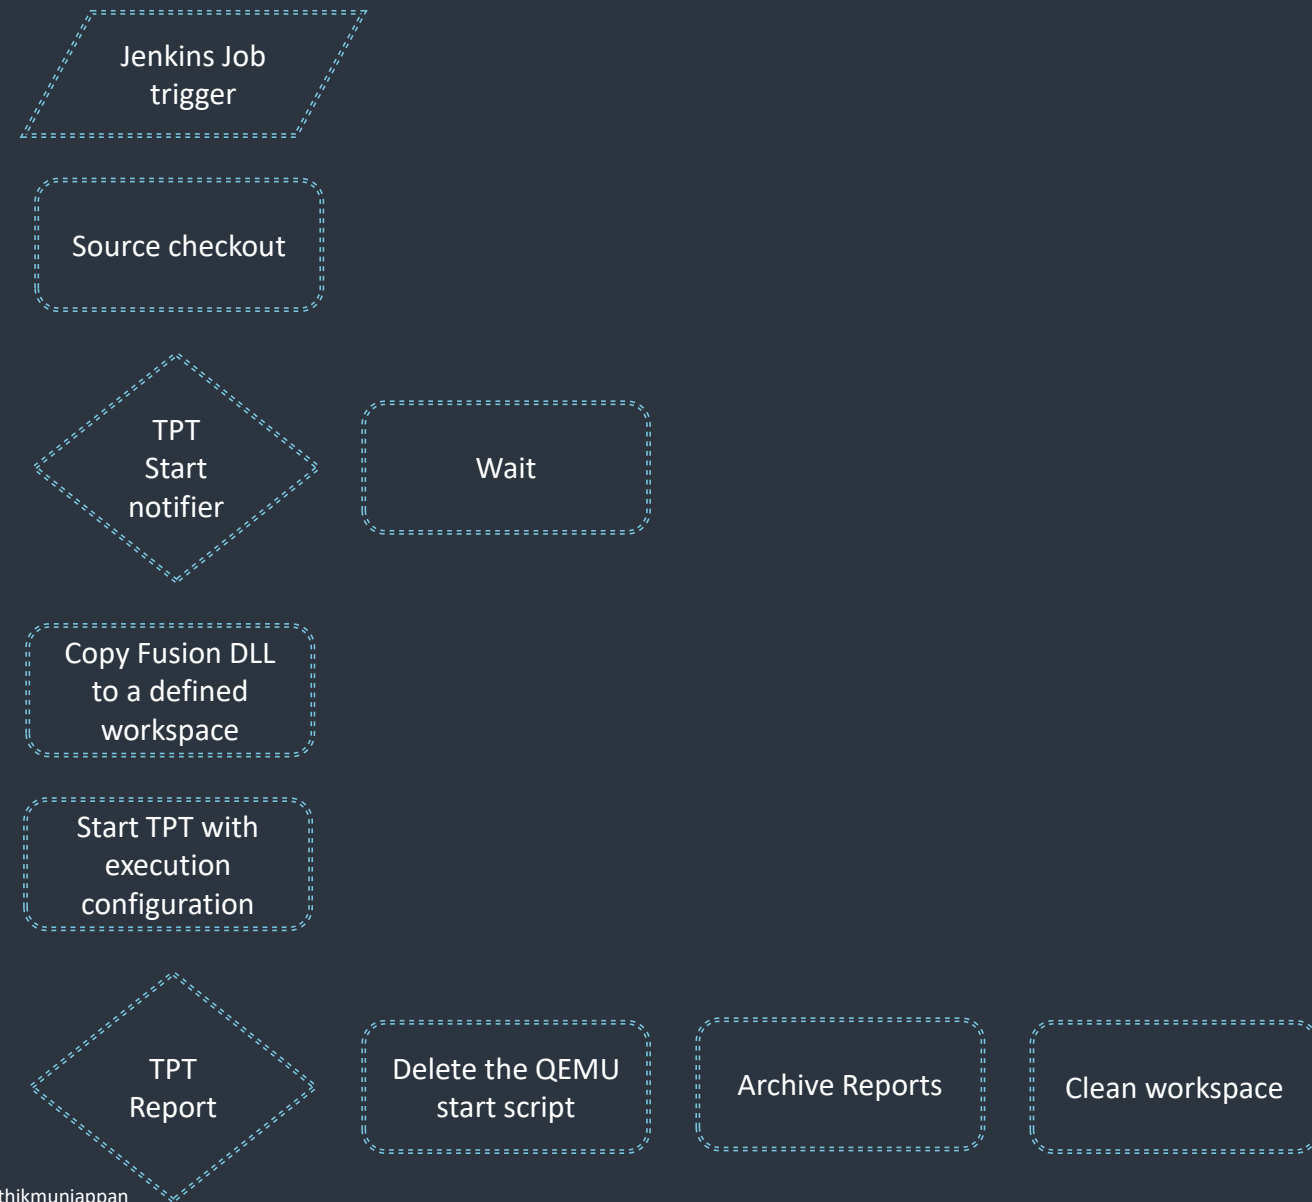 Jenkins Job
trigger
Source checkout
TPT
Start
notifier
Wait
Copy Fusion DLL
to a defined
workspace
Start TPT with
execution
configuration
TPT
Report
Delete the QEMU
start script
Archive Reports
Clean workspace
thikmuniappan